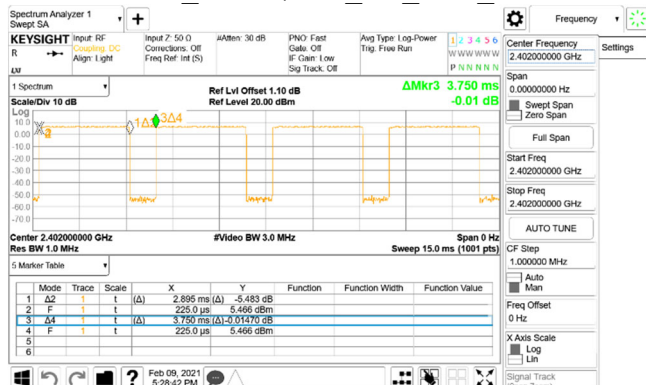 Spectrum Analyzer 1
Swept SA
+
Frequency
KEYSIGHT
R
LXI
Input: RF
Coupling: DC
Align: Light
Input Z: 50 Ω
Corrections: Off
Freq Ref: Int (S)
#Atten: 30 dB
PNO: Fast
Gate: Off
IF Gain: Low
Sig Track: Off
Avg Type: Log-Power
Trig: Free Run
1 2 3 4 5 6
W W W W W W
P N N N N N
1 Spectrum
Scale/Div 10 dB
Ref Lvl Offset 1.10 dB
Ref Level 20.00 dBm
ΔMkr3 3.750 ms
-0.01 dB
Log
10.0
0.00
-10.0
-20.0
-30.0
-40.0
-50.0
-60.0
-70.0
3Δ4
Center 2.402000000 GHz
Res BW 1.0 MHz
#Video BW 3.0 MHz
Span 0 Hz
Sweep 15.0 ms (1001 pts)
5 Marker Table
Mode Trace Scale X Y Function Function Width Function Value
1 Δ2 1 t (Δ) 2.895 ms (Δ) -5.483 dB
2 F 1 t 225.0 µs 5.466 dBm
3 Δ4 1 t (Δ) 3.750 ms (Δ) -0.01470 dB
4 F 1 t 225.0 µs 5.466 dBm
5
6
?
Feb 09, 2021
5:28:42 PM
Center Frequency
2.402000000 GHz
Settings
Span
0.00000000 Hz
Swept Span
Zero Span
Full Span
Start Freq
2.402000000 GHz
Stop Freq
2.402000000 GHz
AUTO TUNE
CF Step
1.000000 MHz
Auto
Man
Freq Offset
0 Hz
X Axis Scale
Log
Lin
Signal Track